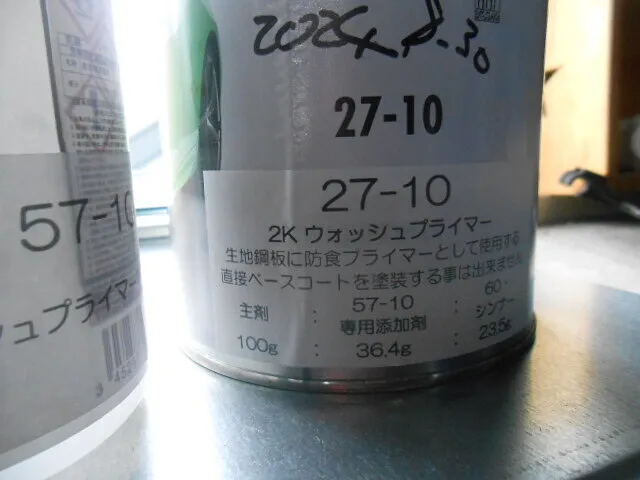 2024.8.30
27-10
27-10
2K ウォッシュプライマー
生地鋼板に防食プライマーとして使用する
直接ベースコートを塗装する事は出来ません
主剤 : 57-10 : 60-
専用添加剤 シンナー
100g : 36.4g : 23.5g
57-10
シュプライマー